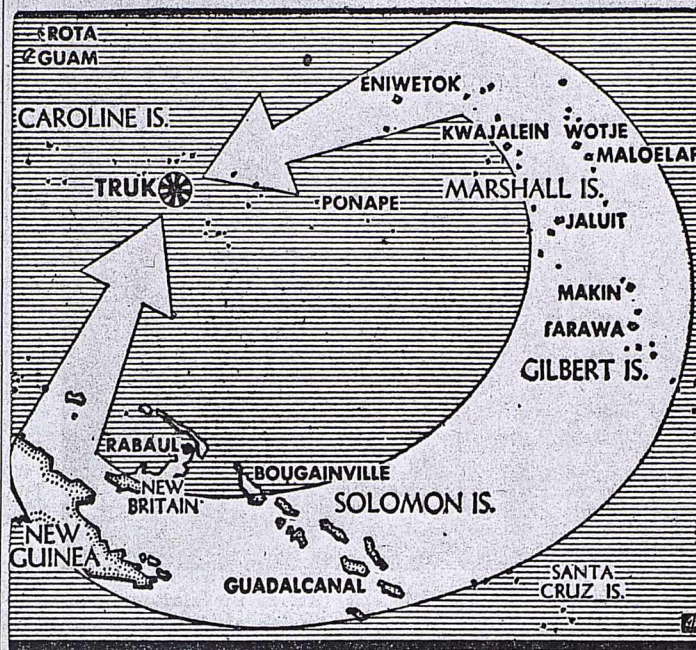 ROTA
GUAM
ENIWETOK
CAROLINE IS.
KWAJALEIN
WOTJE
MALOELAP
TRUK
MARSHALL IS.
PONAPE
JALUIT
MAKIN
TARAWA
GILBERT IS.
RABAUL
BOUGAINVILLE
NEW
BRITAIN
SOLOMON IS.
NEW
GUINEA
GUADALCANAL
SANTA
CRUZ IS.